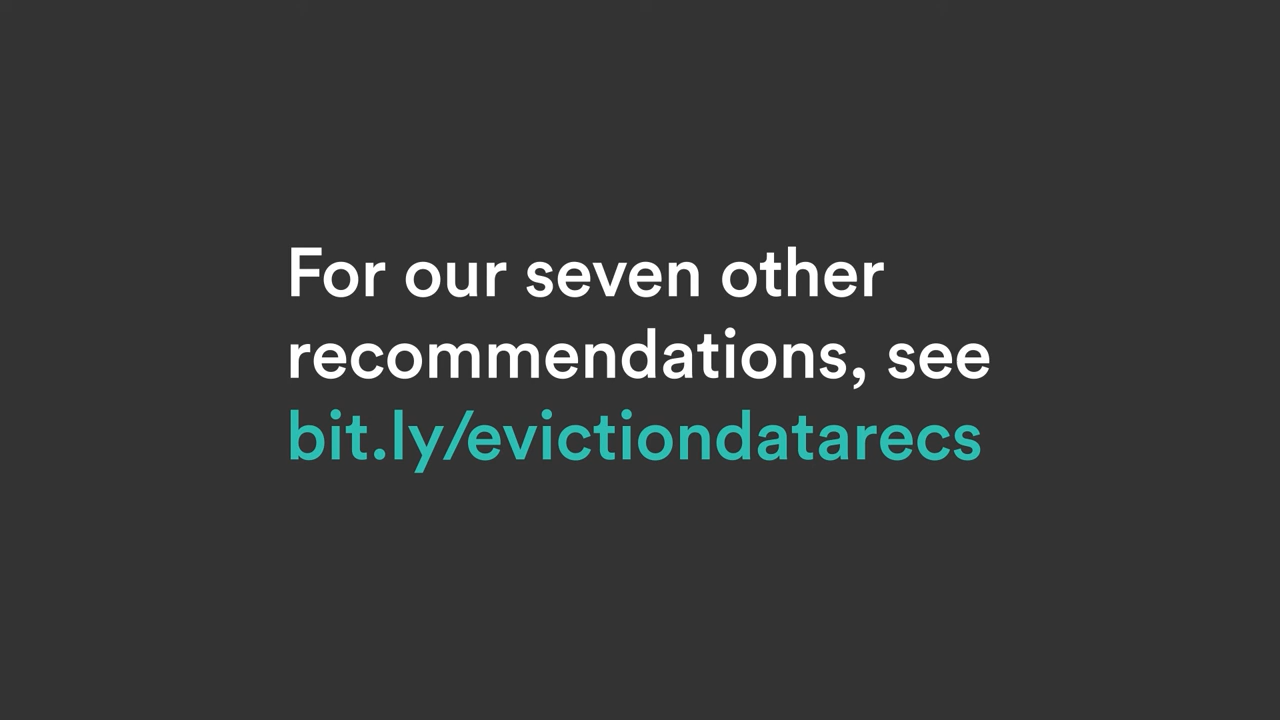 For our seven other
recommendations, see
bit.ly/evictiondatarecs